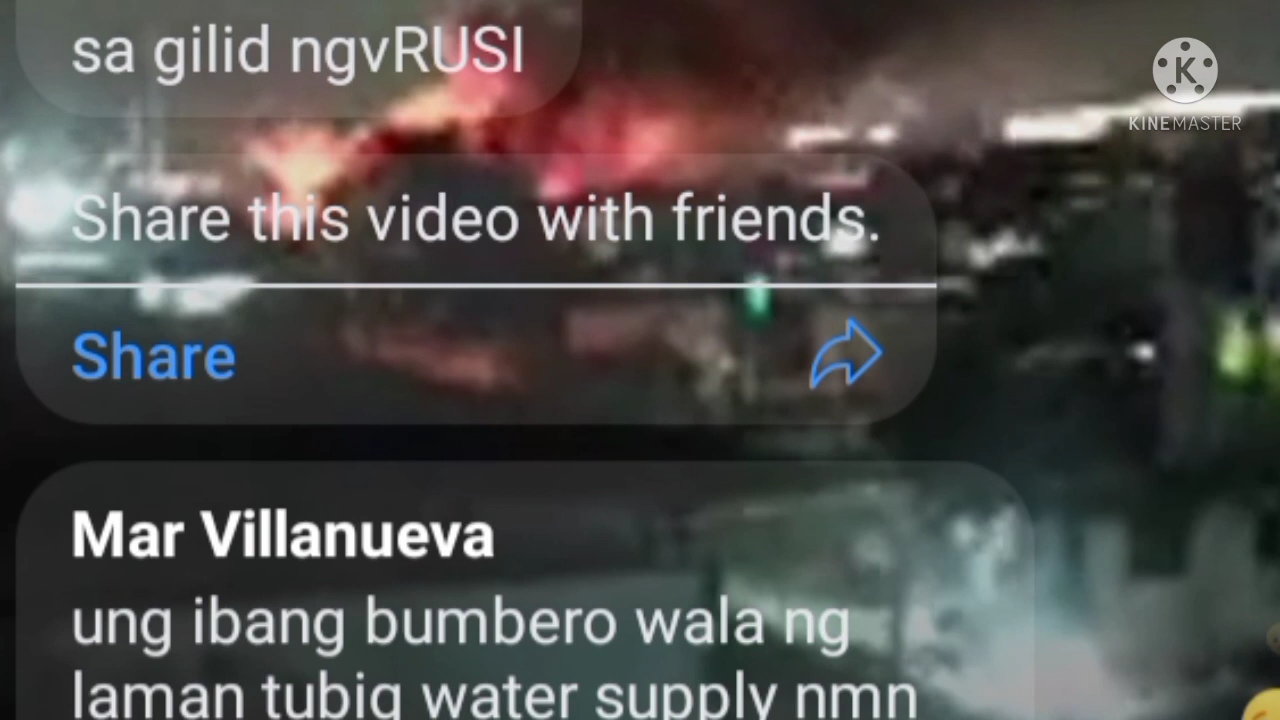 sa gilid ngvRUSI
K
KINEMASTER
Share this video with friends.
Share
Mar Villanueva
ung ibang bumbero wala ng
laman tubig water supply nmn